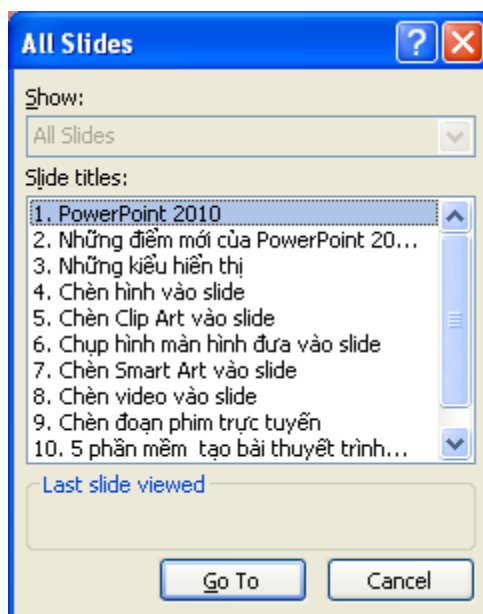 All Slides
Show:
All Slides
Slide titles:
1. PowerPoint 2010
2. Những điểm mới của PowerPoint 20...
3. Những kiểu hiển thị
4. Chèn hình vào slide
5. Chèn Clip Art vào slide
6. Chụp hình màn hình đưa vào slide
7. Chèn Smart Art vào slide
8. Chèn video vào slide
9. Chèn đoạn phim trực tuyến
10. 5 phần mềm tạo bài thuyết trình...
Last slide viewed
Go To Cancel